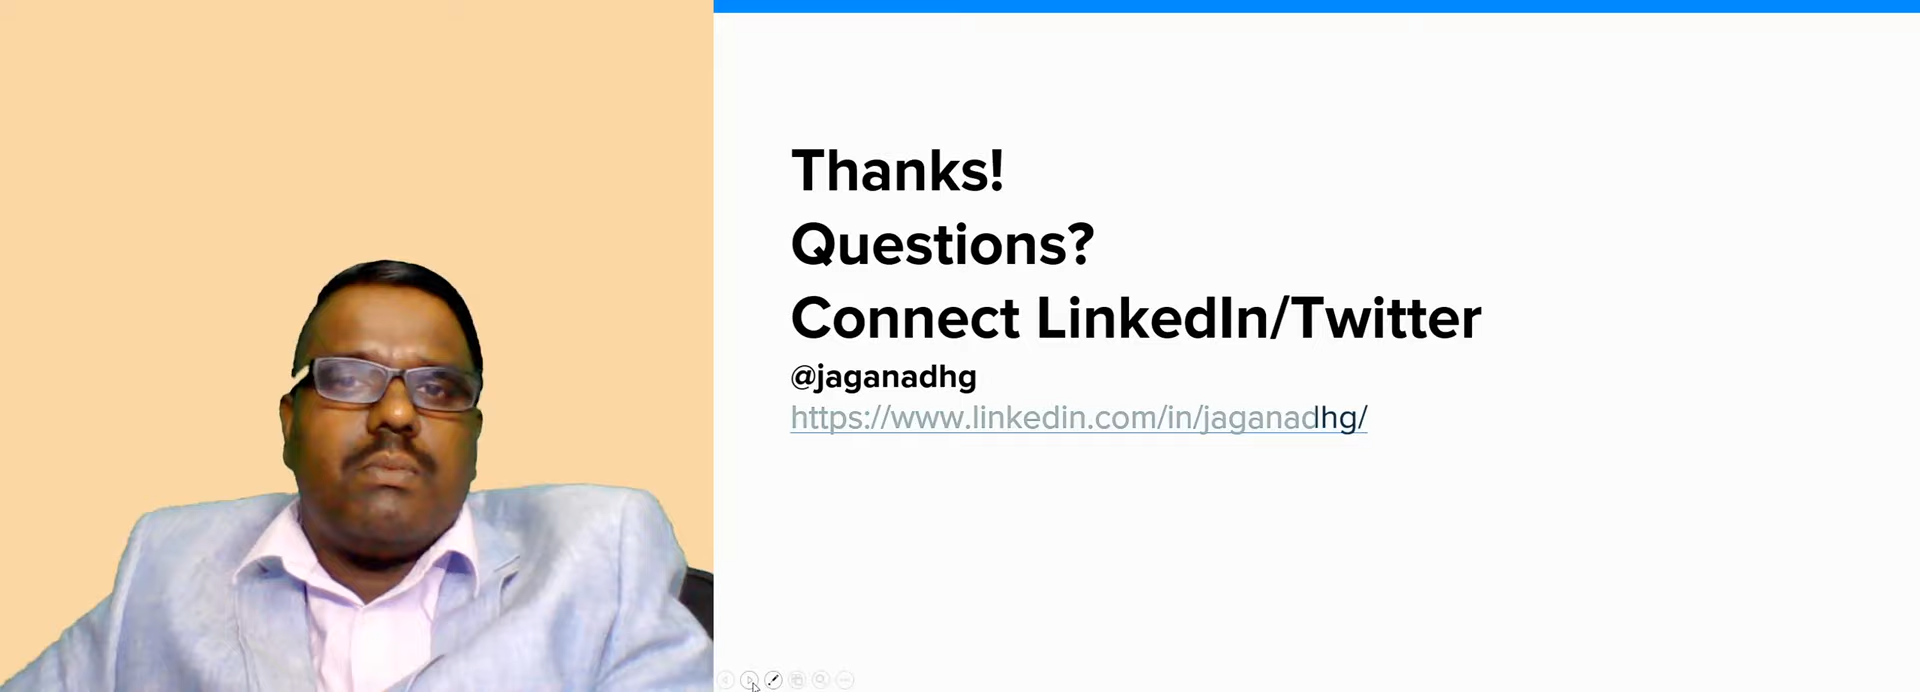 Thanks!
Questions?
Connect LinkedIn/Twitter
@jaganadhg
https://www.linkedin.com/in/jaganadhg/